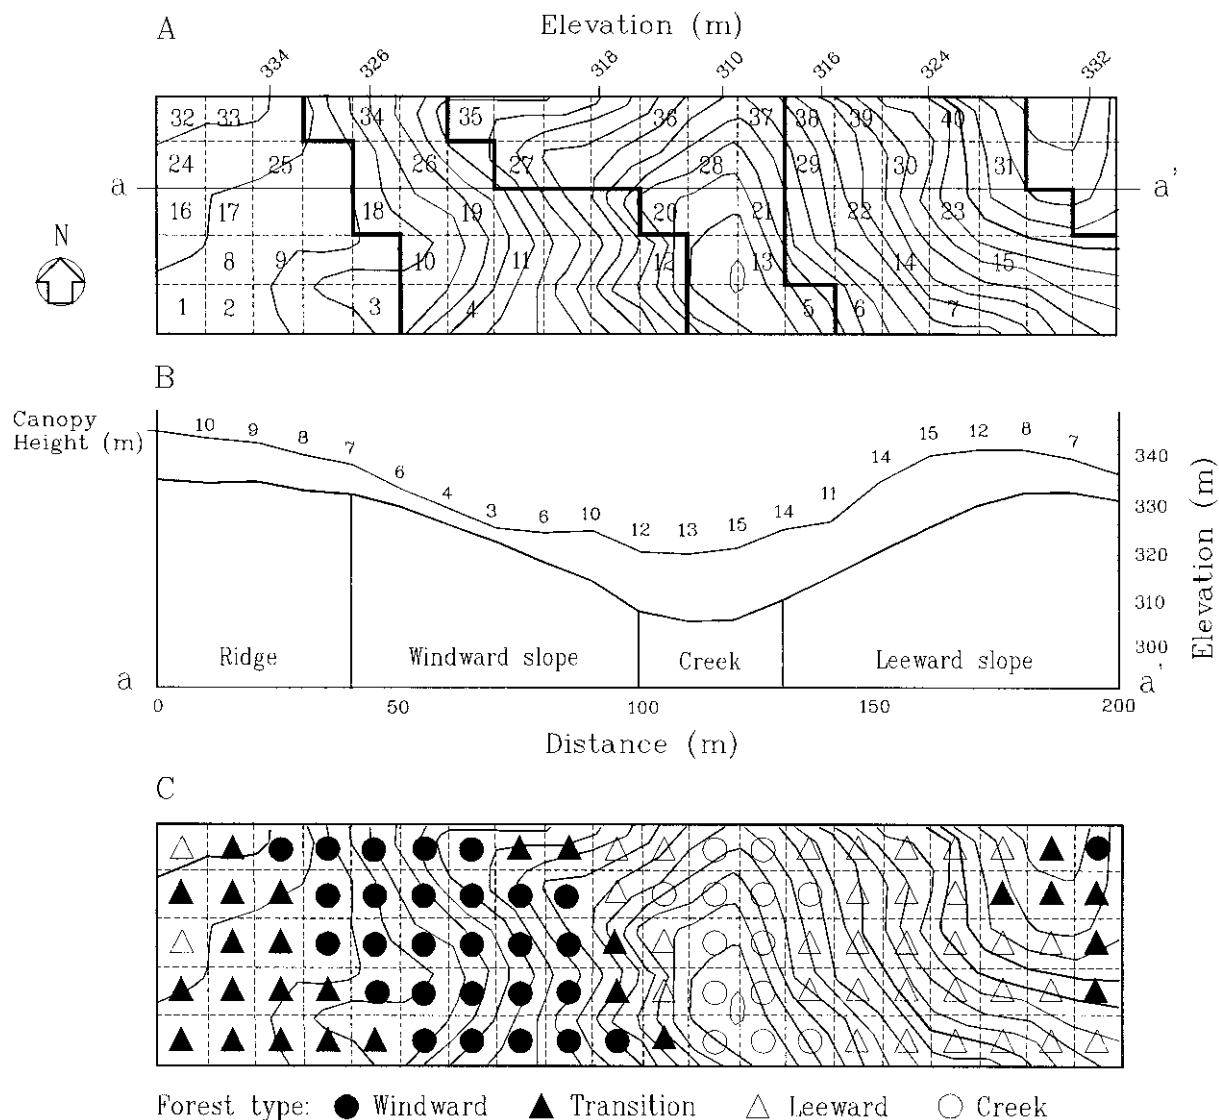 A
Elevation (m)
334 326 318 310 316 324 332
32 33 34 35 36 37 38 39 40
24 25 26 27 28 29 30 31
a a'
16 17 18 19 20 21 22 23
N
8 9 10 11 12 13 14 15
1 2 3 4 5 6 7
B
Canopy
Height (m)
10 9 8 7 6 4 3 6 10 12 13 15 14 11 14 15 12 8 7
340
330
320
310
300
Elevation (m)
Ridge Windward slope Creek Leeward slope
a a'
0 50 100 150 200
Distance (m)
C
Forest type: Windward Transition Leeward Creek